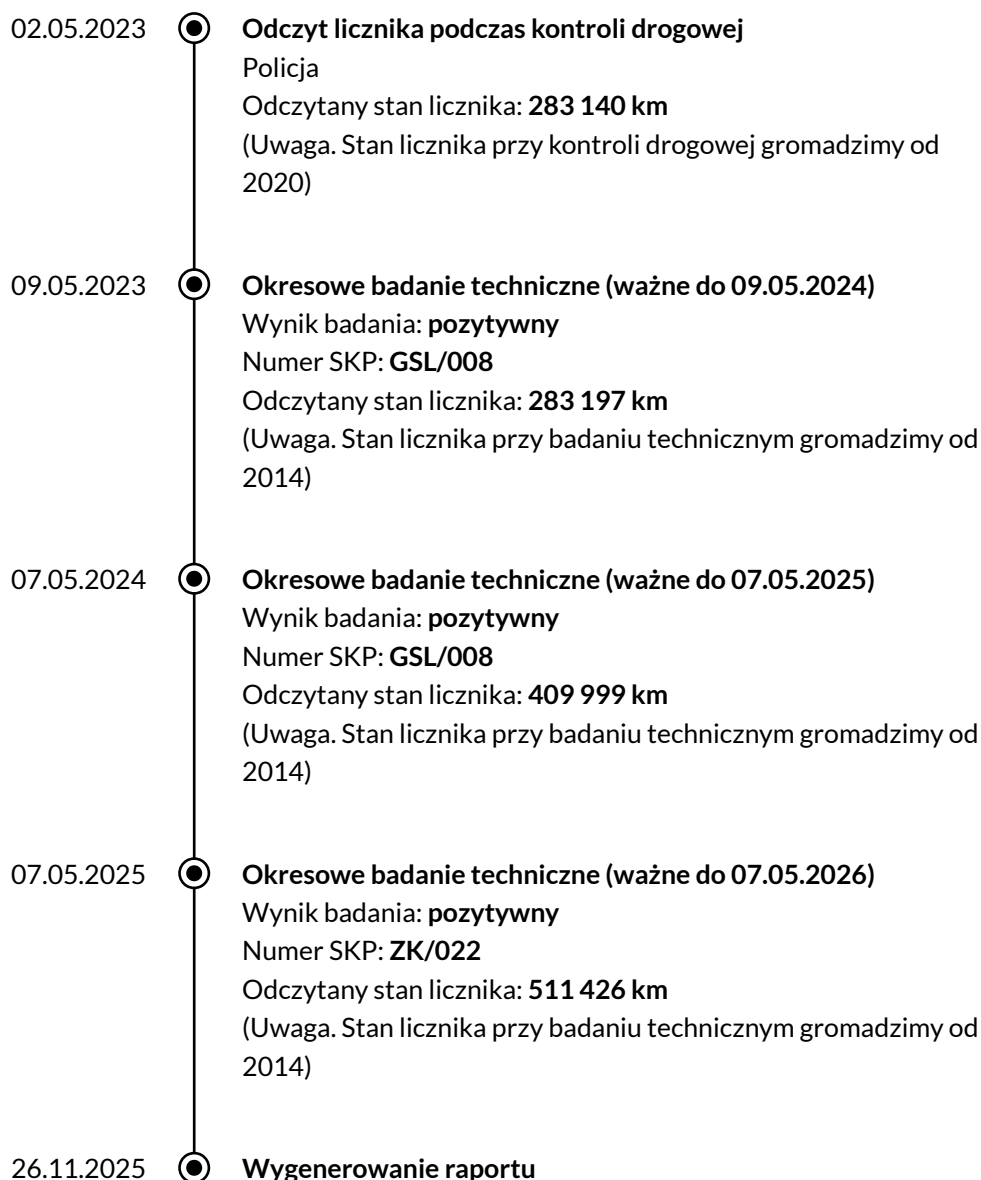 02.05.2023 Odczyt licznika podczas kontroli drogowej
Policja
Odczytany stan licznika: 283 140 km
(Uwaga. Stan licznika przy kontroli drogowej gromadzimy od
2020)
09.05.2023 Okresowe badanie techniczne (ważne do 09.05.2024)
Wynik badania: pozytywny
Numer SKP: GSL/008
Odczytany stan licznika: 283 197 km
(Uwaga. Stan licznika przy badaniu technicznym gromadzimy od
2014)
07.05.2024 Okresowe badanie techniczne (ważne do 07.05.2025)
Wynik badania: pozytywny
Numer SKP: GSL/008
Odczytany stan licznika: 409 999 km
(Uwaga. Stan licznika przy badaniu technicznym gromadzimy od
2014)
07.05.2025 Okresowe badanie techniczne (ważne do 07.05.2026)
Wynik badania: pozytywny
Numer SKP: ZK/022
Odczytany stan licznika: 511 426 km
(Uwaga. Stan licznika przy badaniu technicznym gromadzimy od
2014)
26.11.2025 Wygenerowanie raportu